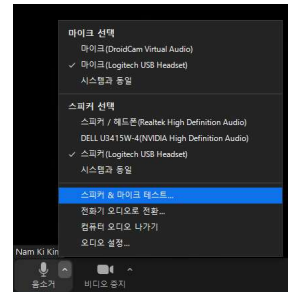 마이크 선택
마이크(DroidCam Virtual Audio)
✓ 마이크(Logitech USB Headset)
시스템과 동일
스피커 선택
스피커 / 헤드폰(Realtek High Definition Audio)
DELL U3415W-4(NVIDIA High Definition Audio)
✓ 스피커(Logitech USB Headset)
시스템과 동일
스피커 & 마이크 테스트...
전화기 오디오로 전환...
컴퓨터 오디오 나가기
오디오 설정...
Nam Ki Kin
음소거 비디오 중지